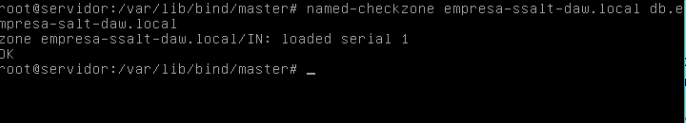 root@servidor:/var/lib/bind/master# named-checkzone empresa-ssalt-daw.local db.e
mpresa-salt-daw.local
zone empresa-ssalt-daw.local/IN: loaded serial 1
OK
root@servidor:/var/lib/bind/master# _